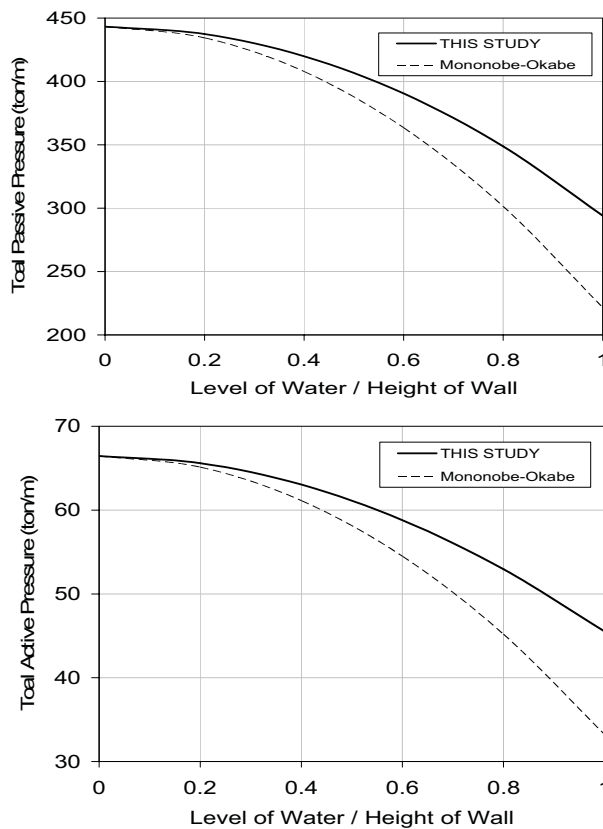 450
400
350
300
250
200
Toal Passive Pressure (ton/m)
THIS STUDY
Mononobe-Okabe
0 0.2 0.4 0.6 0.8 1
Level of Water / Height of Wall
70
60
50
40
30
Toal Active Pressure (ton/m)
THIS STUDY
Mononobe-Okabe
0 0.2 0.4 0.6 0.8 1
Level of Water / Height of Wall